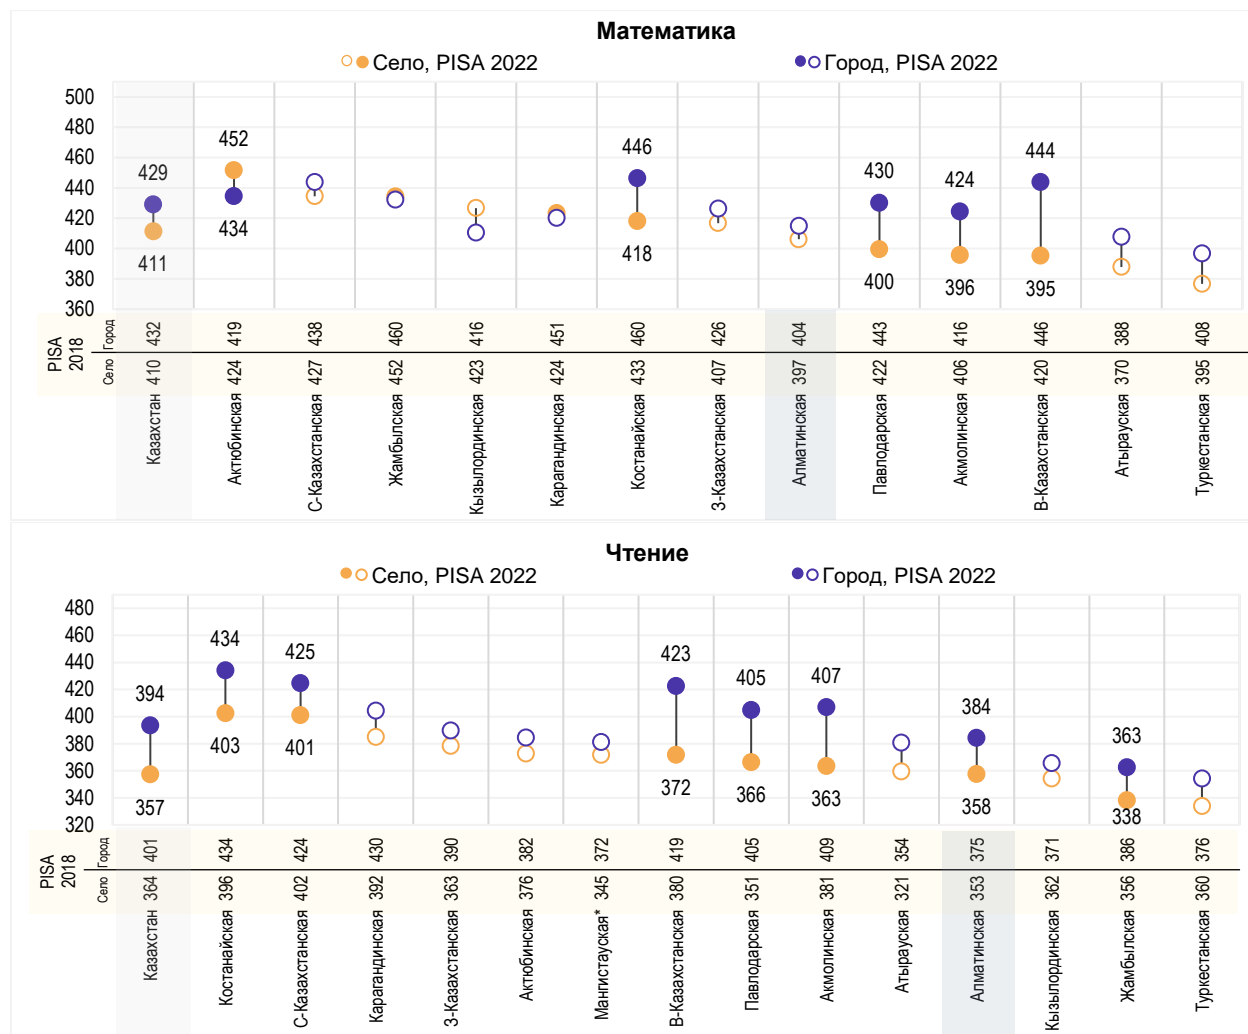 Математика
Село, PISA 2022
Город, PISA 2022
500
480
460
440
420
400
380
360
429
411
452
434
446
418
430
400
424
396
444
395
PISA 2018
Город 432 419 438 460 416 451 460 426 404 443 416 446 388 408
Село 410 424 427 452 423 424 433 407 397 422 406 420 370 395
Казахстан
Актюбинская
С-Казахстанская
Жамбылская
Кызылординская
Карагандинская
Костанайская
З-Казахстанская
Алматинская
Павлодарская
Акмолинская
В-Казахстанская
Атырауская
Туркестанская
Чтение
Село, PISA 2022
Город, PISA 2022
480
460
440
420
400
380
360
340
320
394
357
434
403
425
401
423
372
405
366
407
363
384
358
363
338
PISA 2018
Город 401 434 424 430 390 382 372 419 405 409 354 375 371 386 376
Село 364 396 402 392 363 376 345 380 351 381 321 353 362 356 360
Казахстан
Костанайская
С-Казахстанская
Карагандинская
З-Казахстанская
Актюбинская
Мангистауская*
В-Казахстанская
Павлодарская
Акмолинская
Атырауская
Алматинская
Кызылординская
Жамбылская
Туркестанская